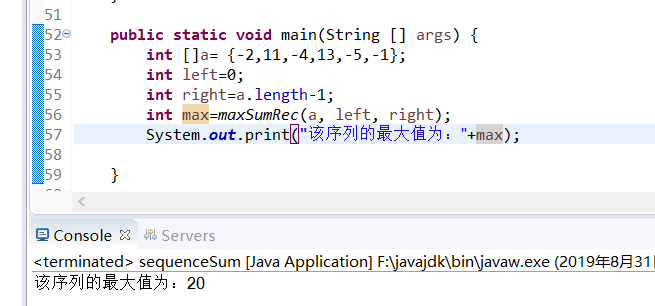 51
52 public static void main(String [] args) {
53 int []a= {-2,11,-4,13,-5,-1};
54 int left=0;
55 int right=a.length-1;
56 int max=maxSumRec(a, left, right);
57 System.out.print("该序列的最大值为："+max);
58
59 }
Console Servers
<terminated> sequenceSum [Java Application] F:\javajdk\bin\javaw.exe (2019年8月31
该序列的最大值为：20